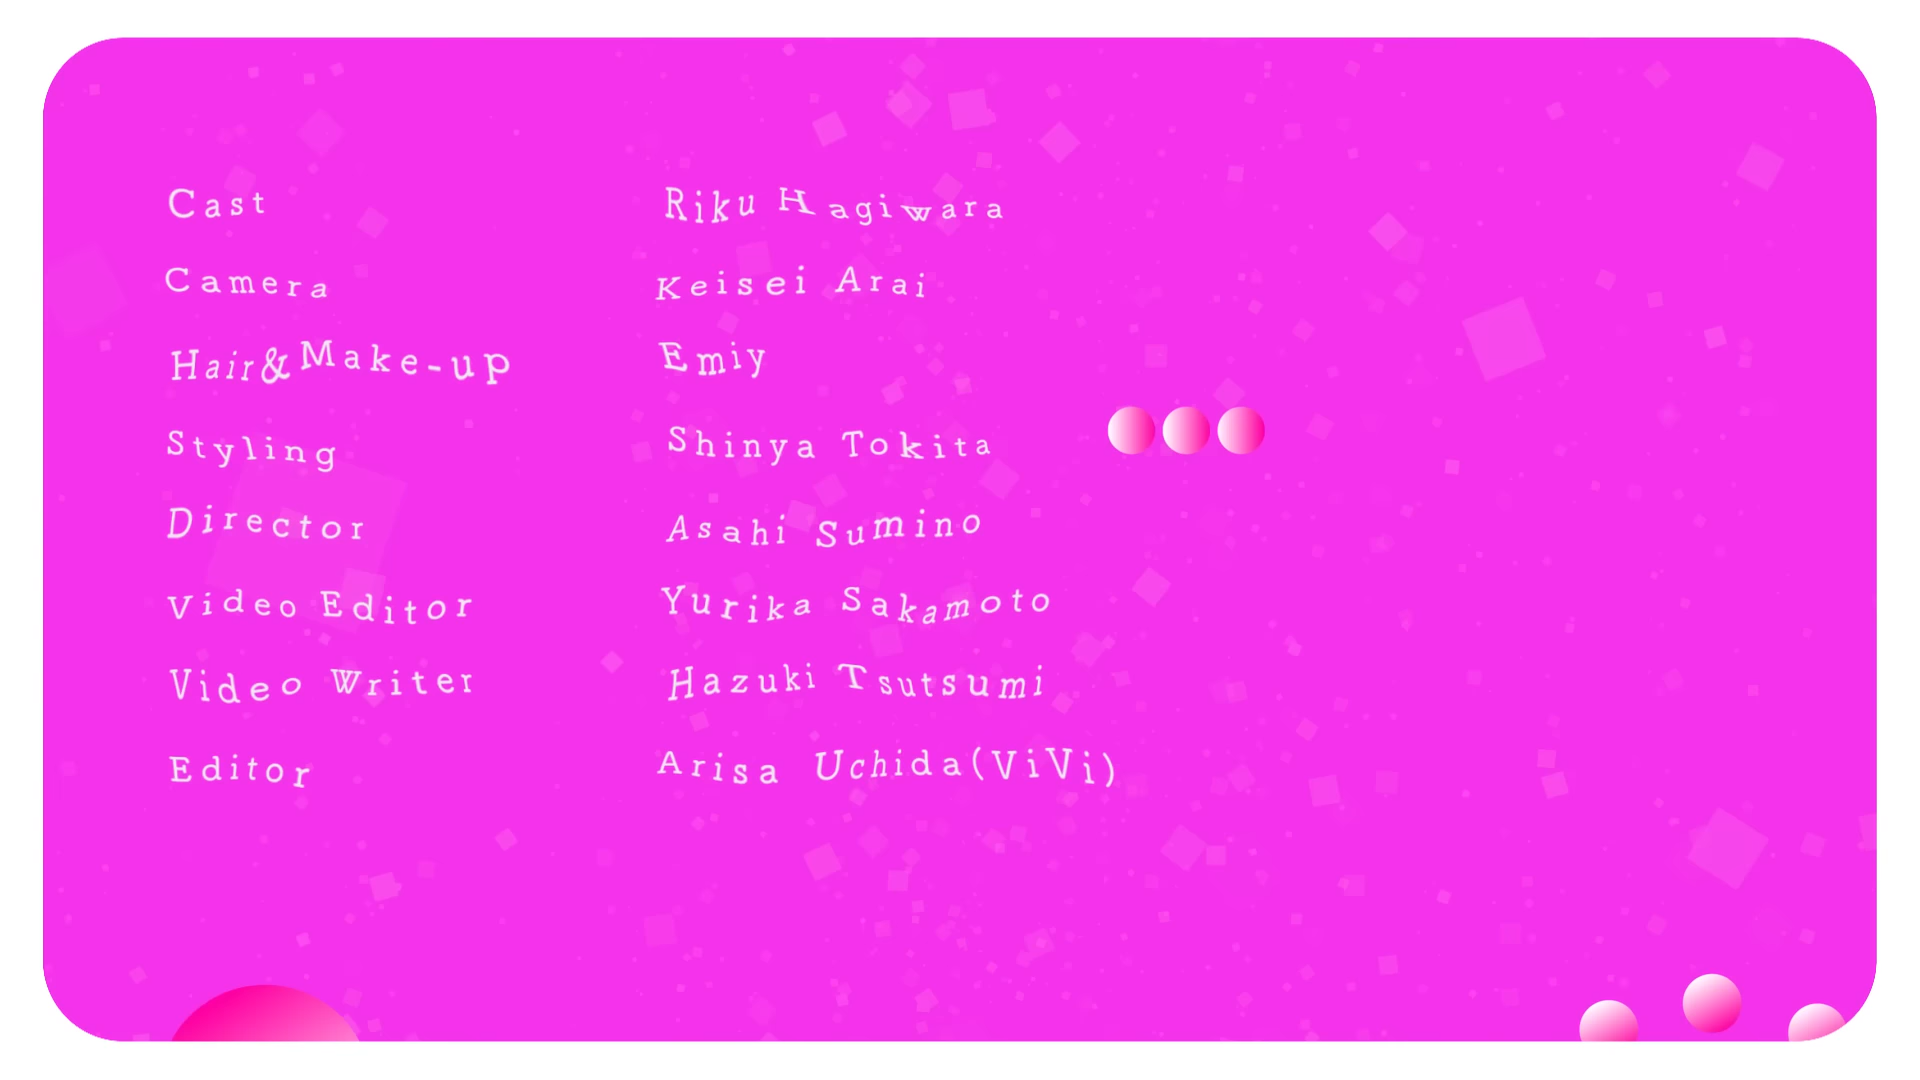 Cast Riku Hagiwara
Camera Keisei Arai
Hair&Make-up Emiy
Styling Shinya Tokita
Director Asahi Sumino
Video Editor Yurika Sakamoto
Video Writer Hazuki Tsutsumi
Editor Arisa Uchida(ViVi)